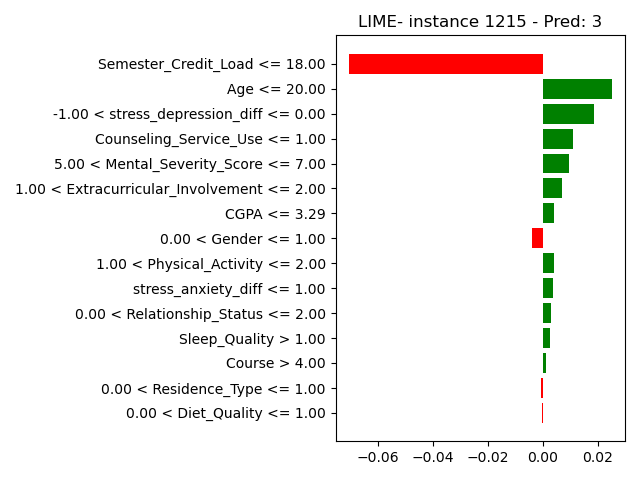 LIME- instance 1215 - Pred: 3
Semester_Credit_Load <= 18.00
Age <= 20.00
-1.00 < stress_depression_diff <= 0.00
Counseling_Service_Use <= 1.00
5.00 < Mental_Severity_Score <= 7.00
1.00 < Extracurricular_Involvement <= 2.00
CGPA <= 3.29
0.00 < Gender <= 1.00
1.00 < Physical_Activity <= 2.00
stress_anxiety_diff <= 1.00
0.00 < Relationship_Status <= 2.00
Sleep_Quality > 1.00
Course > 4.00
0.00 < Residence_Type <= 1.00
0.00 < Diet_Quality <= 1.00
−0.06 −0.04 −0.02 0.00 0.02